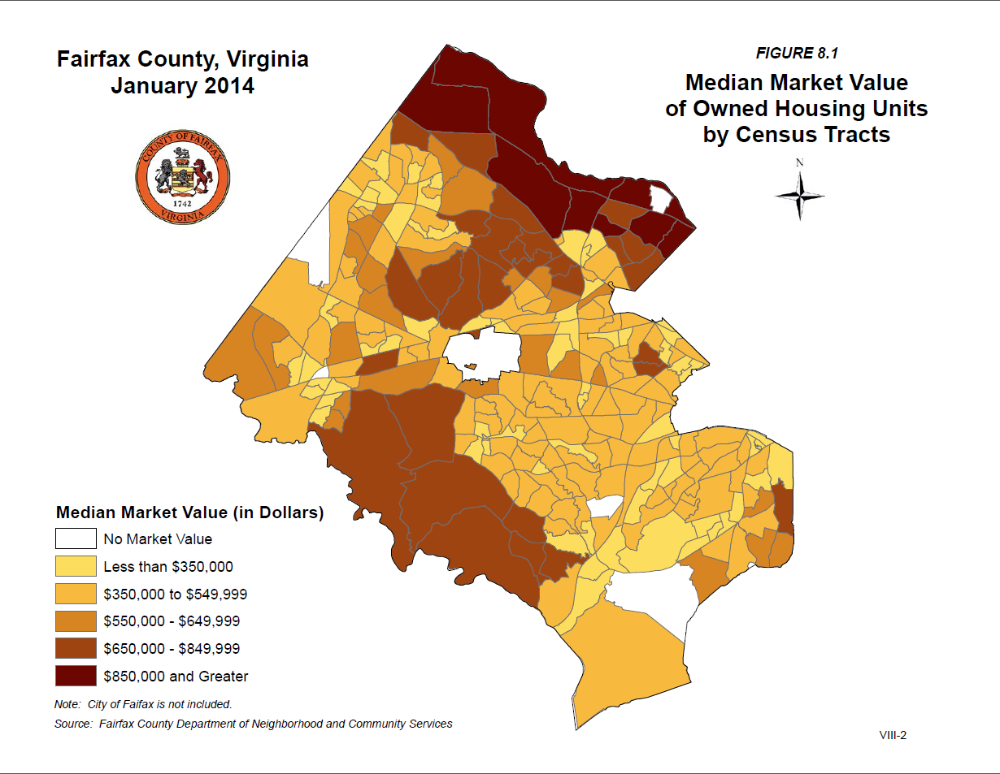 Fairfax County, Virginia
January 2014
COUNTY OF FAIRFAX
1742
VIRGINIA
FIGURE 8.1
Median Market Value
of Owned Housing Units
by Census Tracts
N
Median Market Value (in Dollars)
No Market Value
Less than $350,000
$350,000 to $549,999
$550,000 - $649,999
$650,000 - $849,999
$850,000 and Greater
Note: City of Faifax is not included.
Source: Fairfax County Department of Neighborhood and Community Services
VIII-2